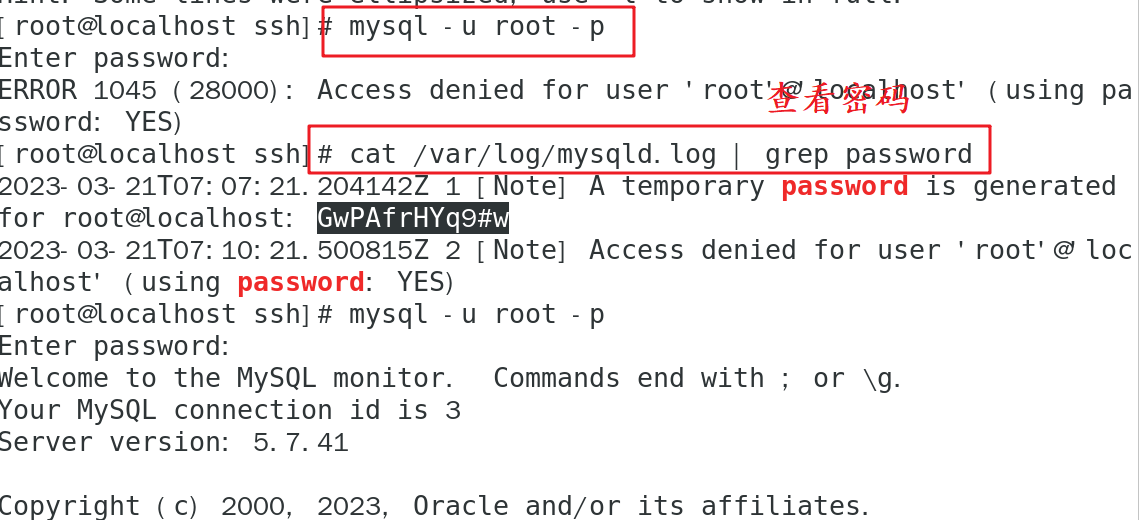 [root@localhost ssh]# mysql -u root -p
Enter password:
ERROR 1045 (28000): Access denied for user 'root'@'localhost' (using pa
ssword: YES)
查看密码
[root@localhost ssh]# cat /var/log/mysqld.log | grep password
2023-03-21T07:07:21.204142Z 1 [Note] A temporary password is generated
for root@localhost: GwPAfrHYq9#w
2023-03-21T07:10:21.500815Z 2 [Note] Access denied for user 'root'@'loc
alhost' (using password: YES)
[root@localhost ssh]# mysql -u root -p
Enter password:
Welcome to the MySQL monitor.  Commands end with ; or \g.
Your MySQL connection id is 3
Server version: 5.7.41
Copyright (c) 2000, 2023, Oracle and/or its affiliates.